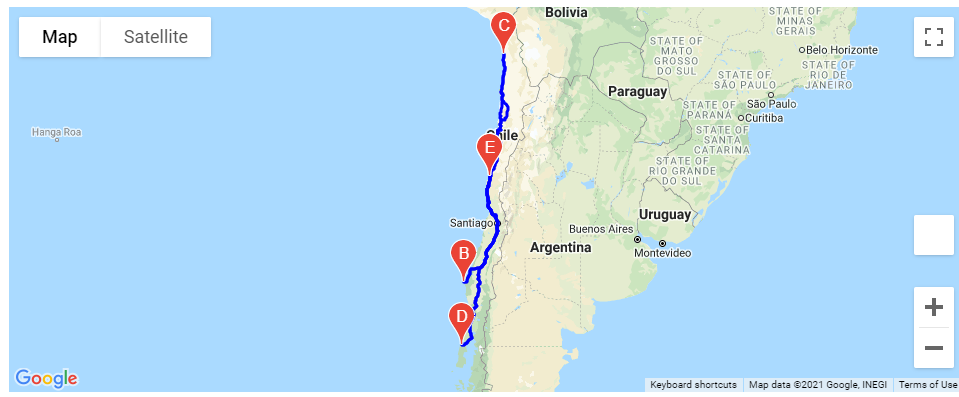 Map
Satellite
C
Bolivia
STATE OF
MINAS
GERAIS
STATE OF
MATO
GROSSO
DO SUL
Belo Horizonte
STATE OF
RIO DE
JANEIRO
STATE OF
SÃO PAULO
Paraguay
São Paulo
STATE OF
PARANÁ
Curitiba
STATE OF
SANTA
CATARINA
Hanga Roa
Chile
E
STATE OF
RIO GRANDE
DO SUL
Santiago
Uruguay
Buenos Aires
Argentina
Montevideo
B
D
Google
Keyboard shortcuts
Map data ©2021 Google, INEGI
Terms of Use